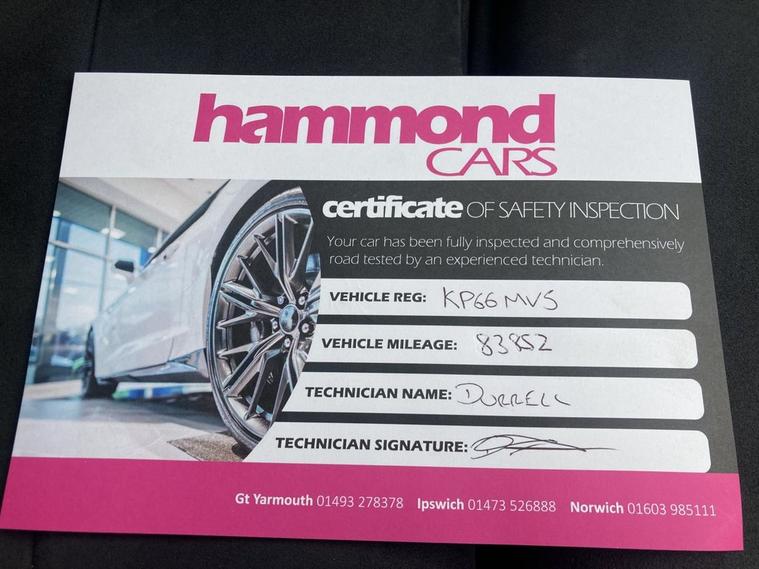 hammond
CARS
certificate OF SAFETY INSPECTION
Your car has been fully inspected and comprehensively
road tested by an experienced technician.
VEHICLE REG: KP66 MVS
VEHICLE MILEAGE: 83852
TECHNICIAN NAME: DURRELL
TECHNICIAN SIGNATURE:
Gt Yarmouth 01493 278378 Ipswich 01473 526888 Norwich 01603 985111